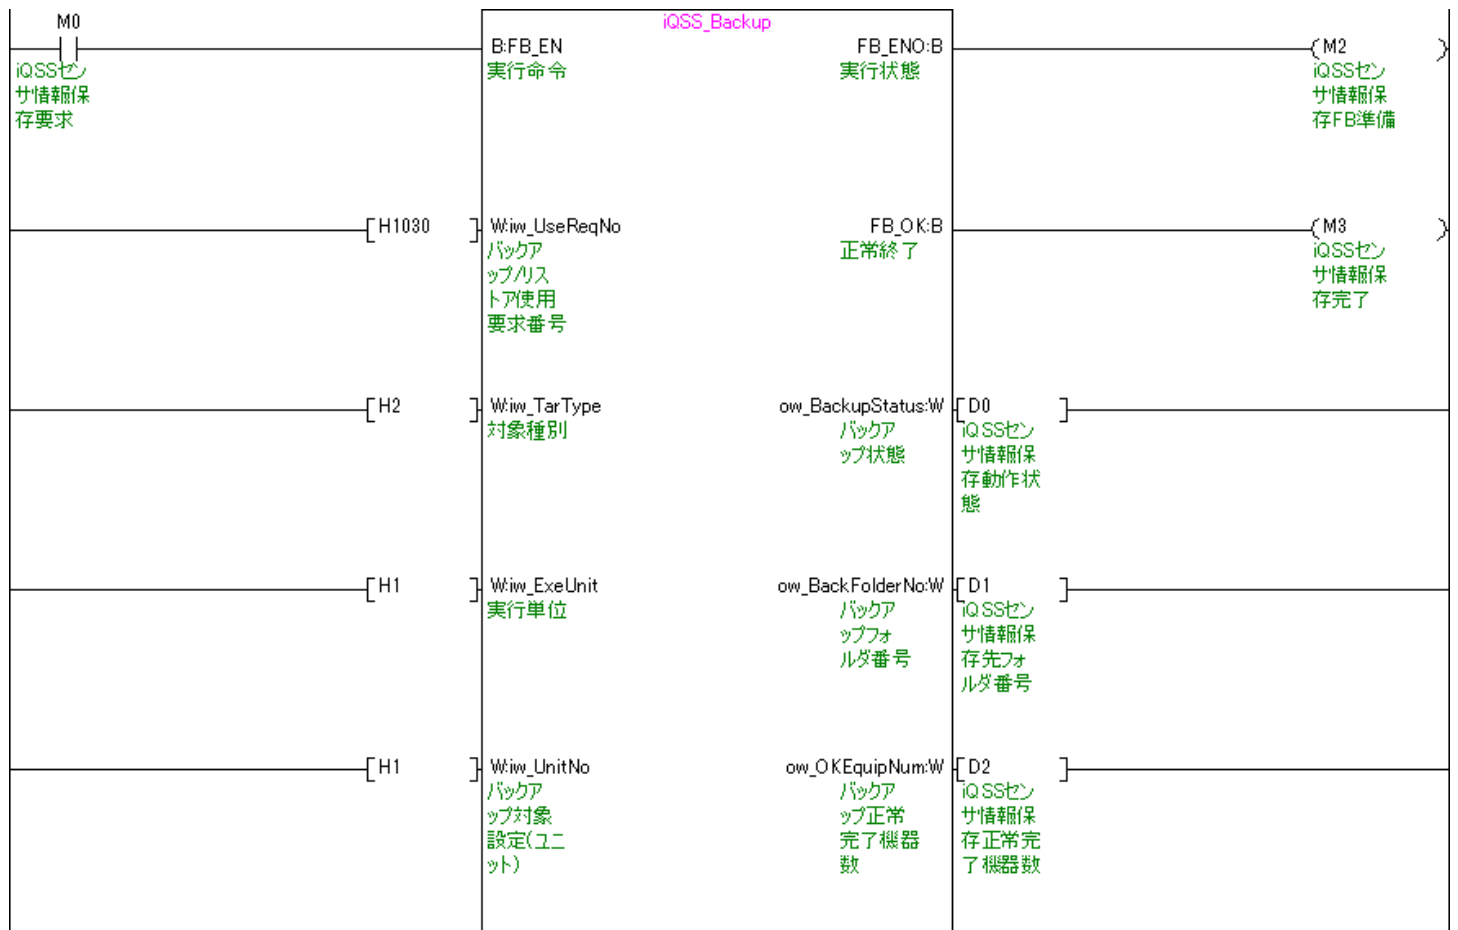 iQSS_Backup
M0
B:FB_EN
FB_ENO:B
M2
iQSSセン
サ情報保
存要求
実行命令
実行状態
iQSSセン
サ情報保
存FB準備
H1030
W:iw_UseReqNo
FB_OK:B
M3
バックア
ップ/リス
トア使用
要求番号
正常終了
iQSSセン
サ情報保
存完了
H2
W:iw_TarType
ow_BackupStatus:W
D0
対象種別
バックア
ップ状態
iQSSセン
サ情報保
存動作状
態
H1
W:iw_ExeUnit
ow_BackFolderNo:W
D1
実行単位
バックア
ップフォ
ルダ番号
iQSSセン
サ情報保
存先フォ
ルダ番号
H1
W:iw_UnitNo
ow_OKEquipNum:W
D2
バックア
ップ対象
設定(ユニ
ット)
バックア
ップ正常
完了機器
数
iQSSセン
サ情報保
存正常完
了機器数